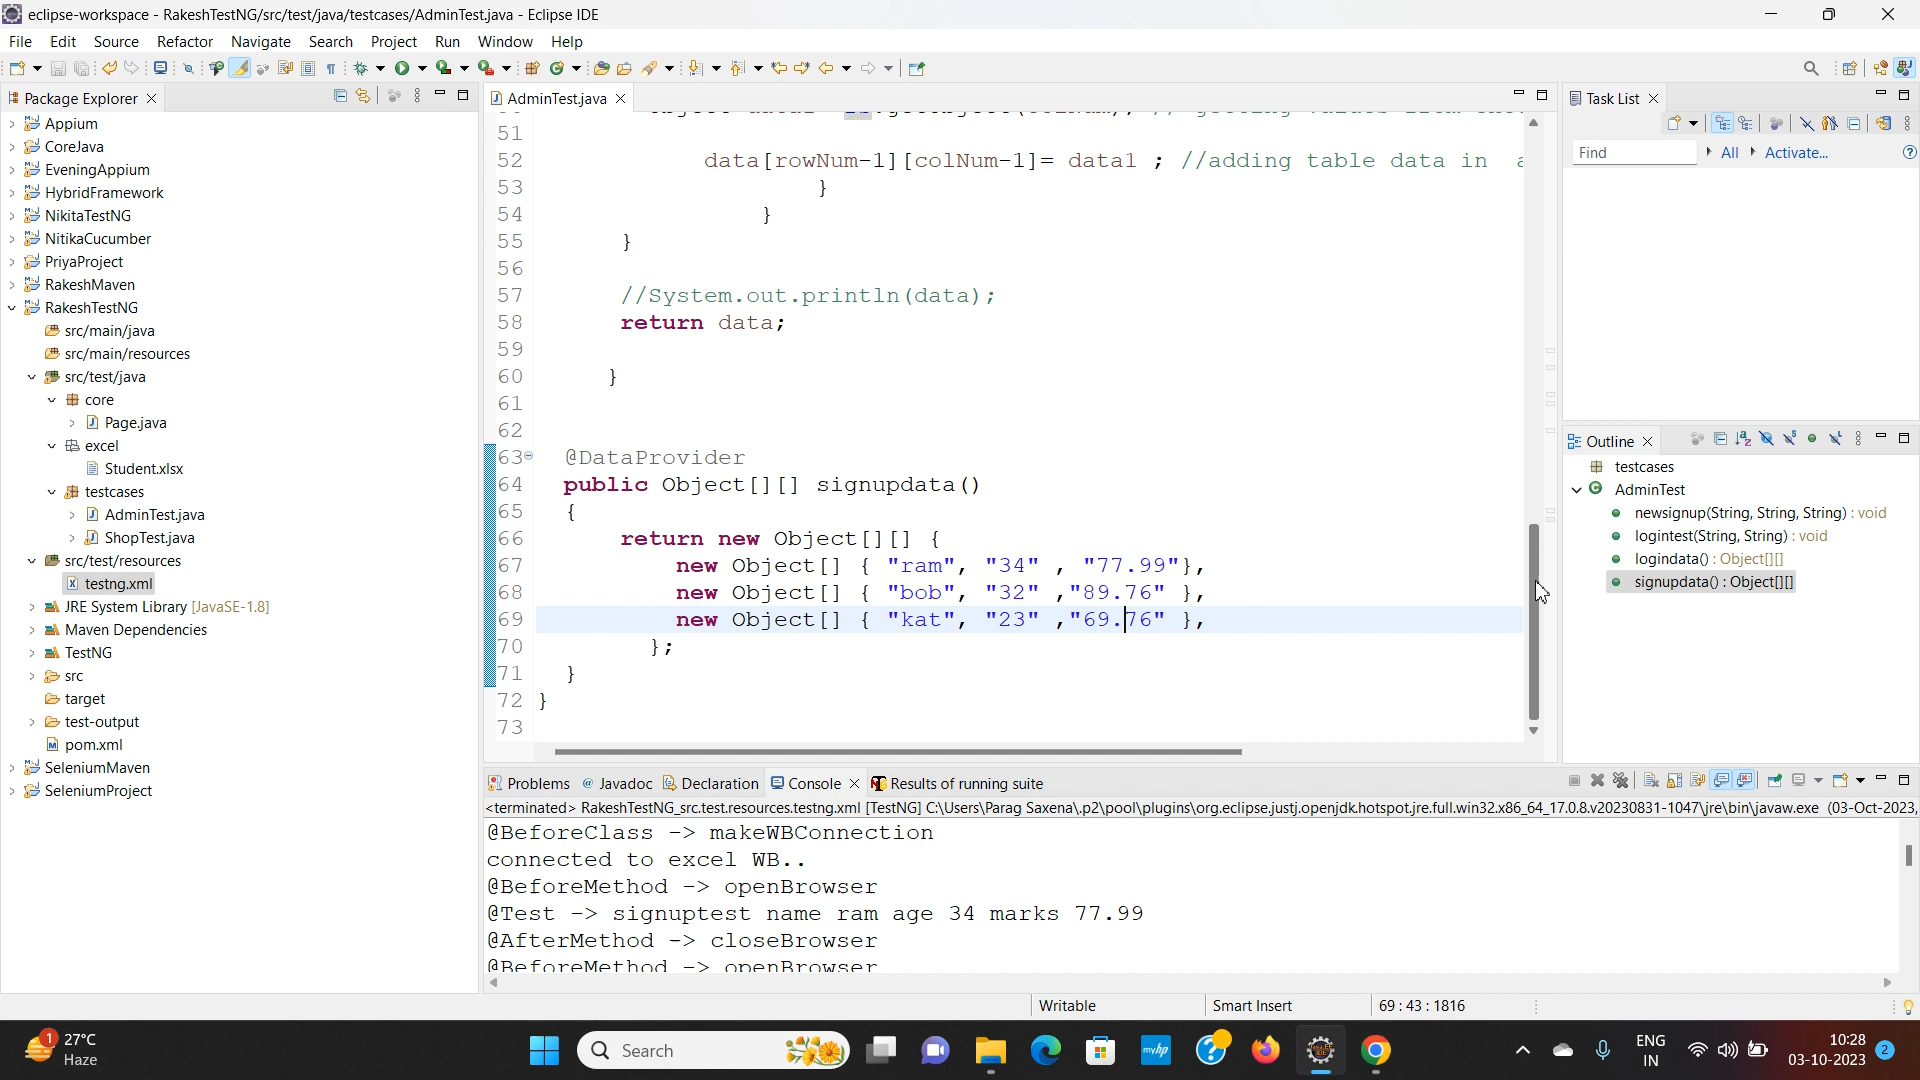 eclipse-workspace - RakeshTestNG/src/test/java/testcases/AdminTest.java - Eclipse IDE
File Edit Source Refactor Navigate Search Project Run Window Help
Package Explorer
Appium
CoreJava
EveningAppium
HybridFramework
NikitaTestNG
NitikaCucumber
PriyaProject
RakeshMaven
RakeshTestNG
src/main/java
src/main/resources
src/test/java
core
Page.java
excel
Student.xlsx
testcases
AdminTest.java
ShopTest.java
src/test/resources
testng.xml
JRE System Library [JavaSE-1.8]
Maven Dependencies
TestNG
src
target
test-output
pom.xml
SeleniumMaven
SeleniumProject
AdminTest.java
51
52 data[rowNum-1][colNum-1]= data1 ; //adding table data in
53 }
54 }
55 }
56
57 //System.out.println(data);
58 return data;
59
60 }
61
62
63 @DataProvider
64 public Object[][] signupdata()
65 {
66 return new Object[][] {
67 new Object[] { "ram", "34" , "77.99"},
68 new Object[] { "bob", "32" ,"89.76" },
69 new Object[] { "kat", "23" ,"69.76" },
70 };
71 }
72 }
73
Task List
Find All Activate...
Outline
testcases
AdminTest
newsignup(String, String, String) : void
logintest(String, String) : void
logindata() : Object[][]
signupdata() : Object[][]
Problems @ Javadoc Declaration Console Results of running suite
<terminated> RakeshTestNG_src.test.resources.testng.xml [TestNG] C:\Users\Parag Saxena\.p2\pool\plugins\org.eclipse.justj.openjdk.hotspot.jre.full.win32.x86_64_17.0.8.v20230831-1047\jre\bin\javaw.exe (03-Oct-2023,
@BeforeClass -> makeWBConnection
connected to excel WB..
@BeforeMethod -> openBrowser
@Test -> signuptest name ram age 34 marks 77.99
@AfterMethod -> closeBrowser
@BeforeMethod -> openBrowser
Writable Smart Insert 69 : 43 : 1816
1
27°C
Haze
Search
myhp
ENG
IN
10:28
03-10-2023
2